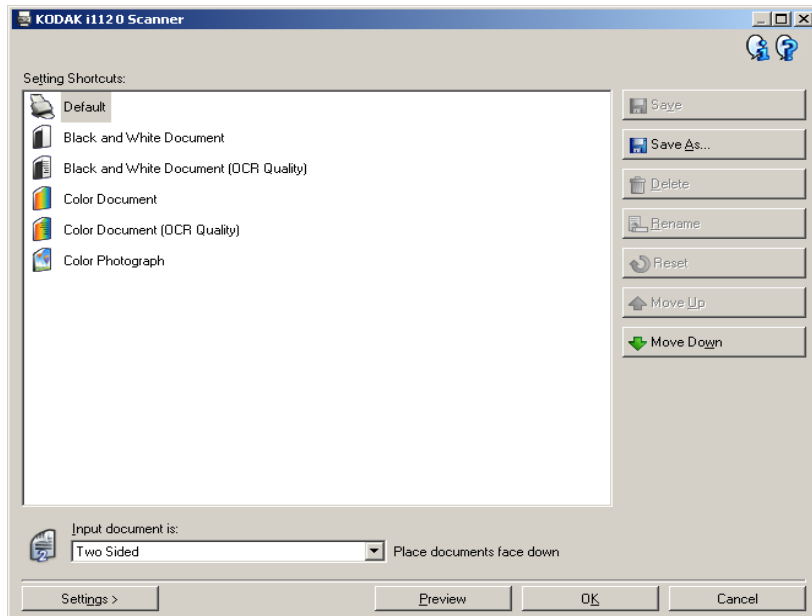 KODAK i1120 Scanner
Setting Shortcuts:
Default
Black and White Document
Black and White Document (OCR Quality)
Color Document
Color Document (OCR Quality)
Color Photograph
Save
Save As...
Delete
Rename
Reset
Move Up
Move Down
Input document is:
2
Two Sided
Place documents face down
Settings >
Preview
OK
Cancel